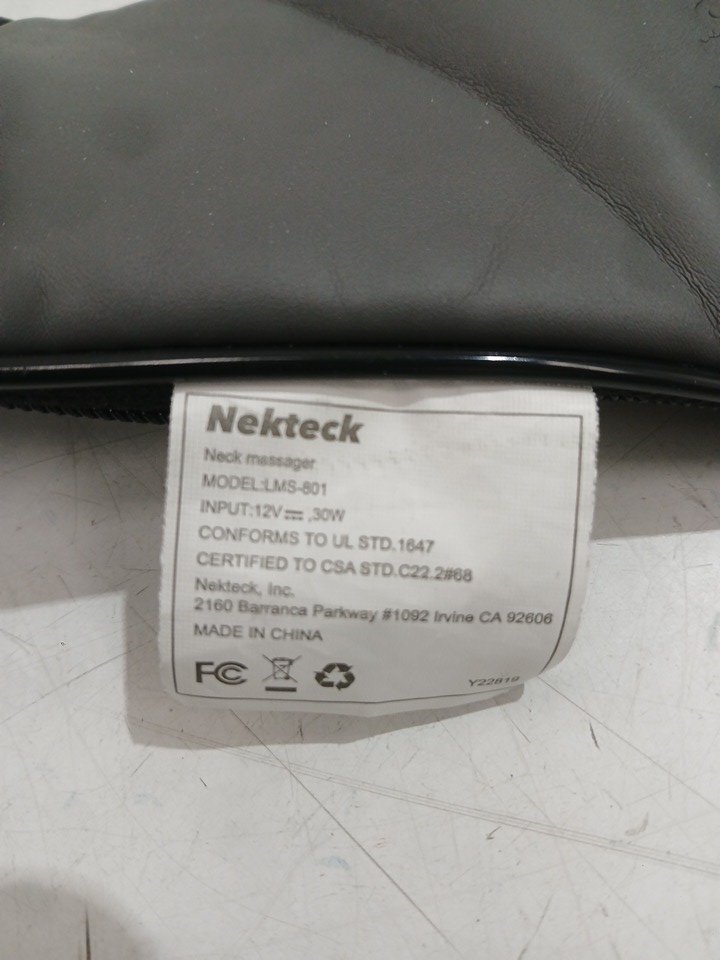 Nekteck
Neck massager
MODEL:LMS-801
INPUT:12V⎓,30W
CONFORMS TO UL STD.1647
CERTIFIED TO CSA STD.C22.2#68
Nekteck, Inc.
2160 Barranca Parkway #1092 Irvine CA 92606
MADE IN CHINA
FC
Y22819